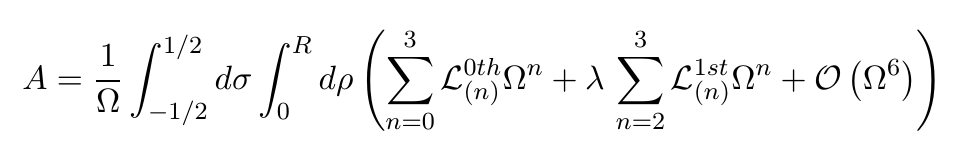 A = \frac{1}{\Omega} \int_{-1/2}^{1/2} d\sigma \int_{0}^{R} d\rho \left( \sum_{n=0}^{3} \mathcal{L}_{(n)}^{0th} \Omega^n + \lambda \sum_{n=2}^{3} \mathcal{L}_{(n)}^{1st} \Omega^n + \mathcal{O}\left(\Omega^6\right) \right)